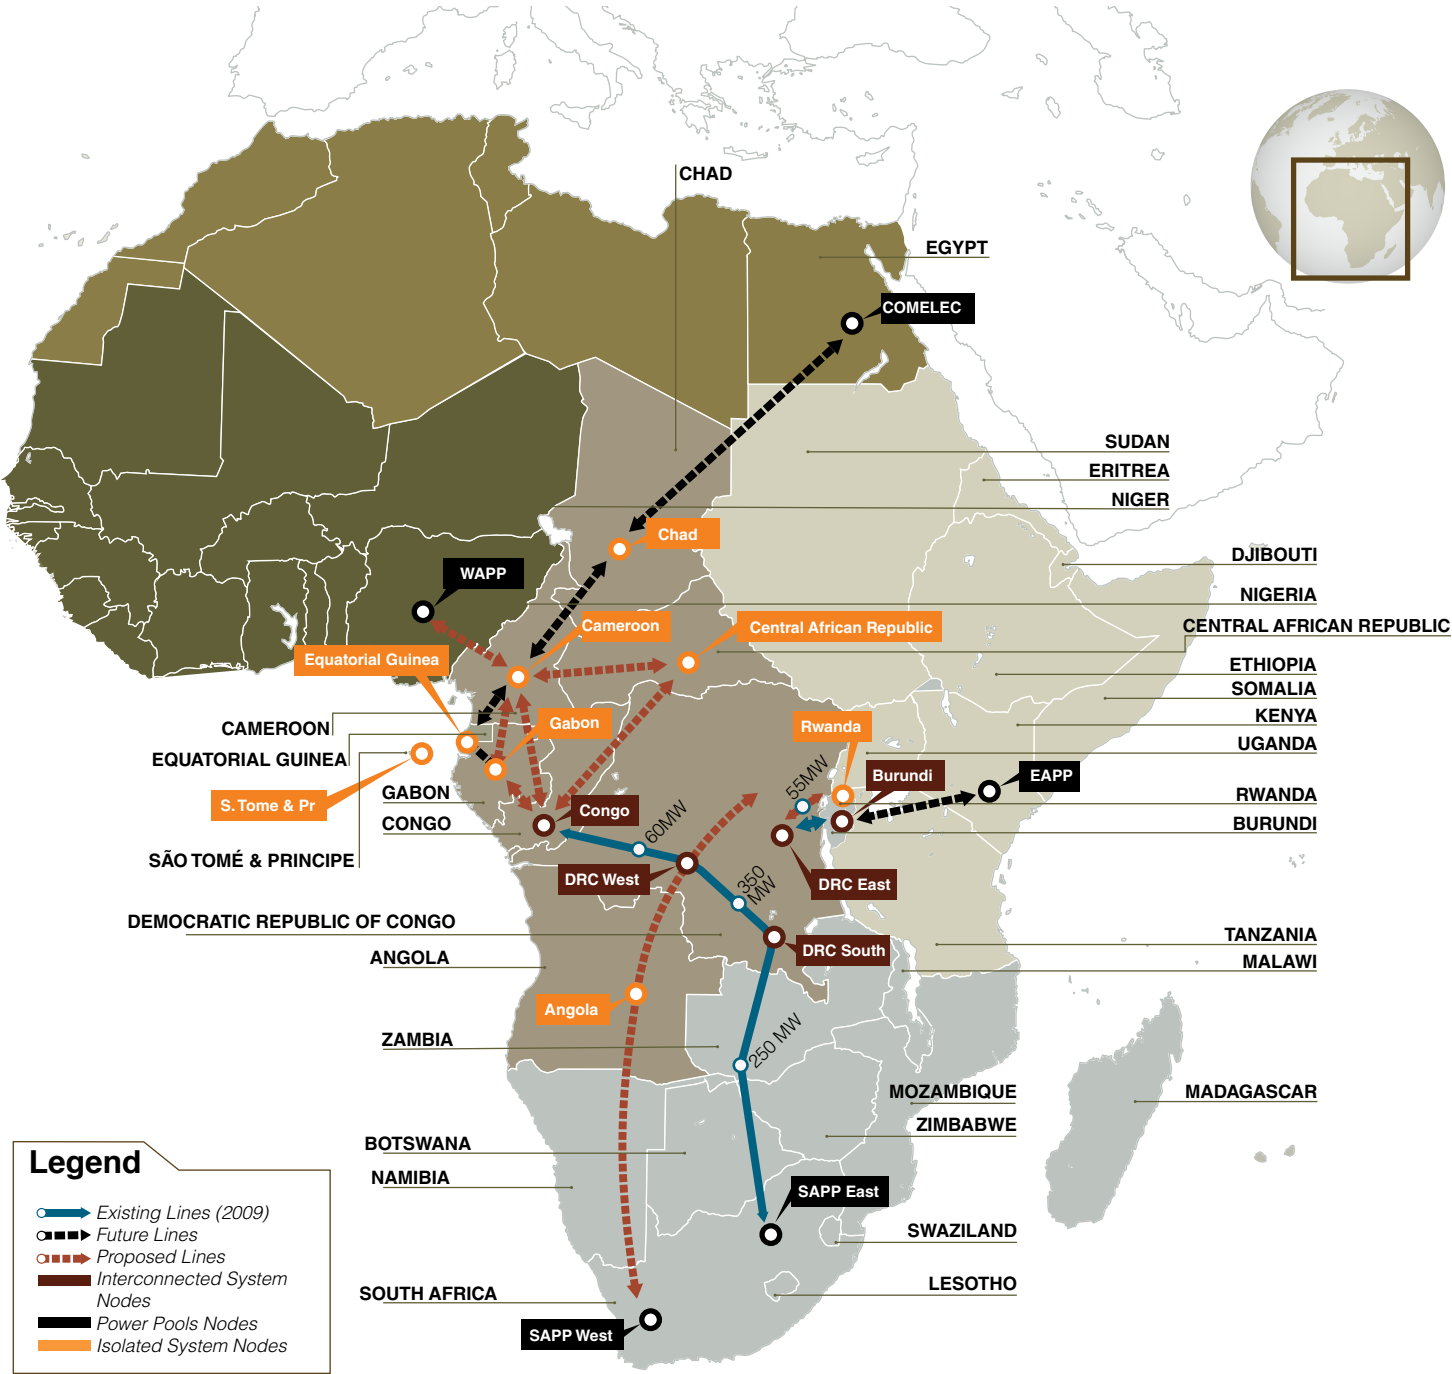 CHAD
EGYPT
COMELEC
SUDAN
ERITREA
NIGER
Chad
DJIBOUTI
WAPP
NIGERIA
Cameroon
Central African Republic
CENTRAL AFRICAN REPUBLIC
Equatorial Guinea
ETHIOPIA
SOMALIA
KENYA
CAMEROON
Gabon
Rwanda
UGANDA
EQUATORIAL GUINEA
Burundi
EAPP
55MW
GABON
S. Tome & Pr
RWANDA
Congo
CONGO
60MW
BURUNDI
SÃO TOMÉ & PRINCIPE
DRC West
350
MW
DRC East
DEMOCRATIC REPUBLIC OF CONGO
TANZANIA
DRC South
ANGOLA
MALAWI
Angola
ZAMBIA
250 MW
MOZAMBIQUE
MADAGASCAR
ZIMBABWE
BOTSWANA
NAMIBIA
SAPP East
SWAZILAND
LESOTHO
SOUTH AFRICA
SAPP West
Legend
Existing Lines (2009)
Future Lines
Proposed Lines
Interconnected System
Nodes
Power Pools Nodes
Isolated System Nodes